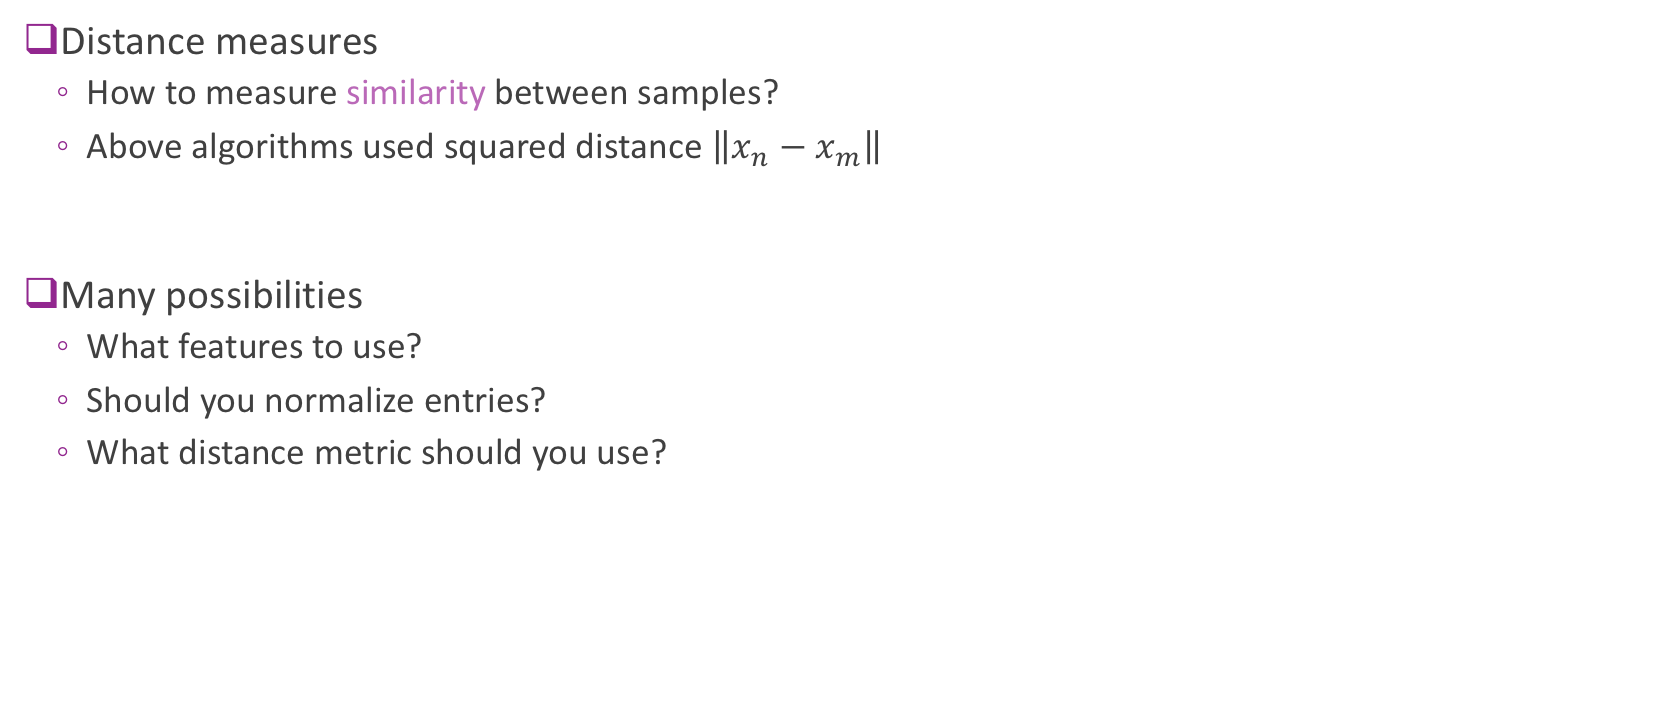 ❑Distance measures
◦ How to measure similarity between samples?
◦ Above algorithms used squared distance ‖𝑥ₙ − 𝑥ₘ‖
❑Many possibilities
◦ What features to use?
◦ Should you normalize entries?
◦ What distance metric should you use?